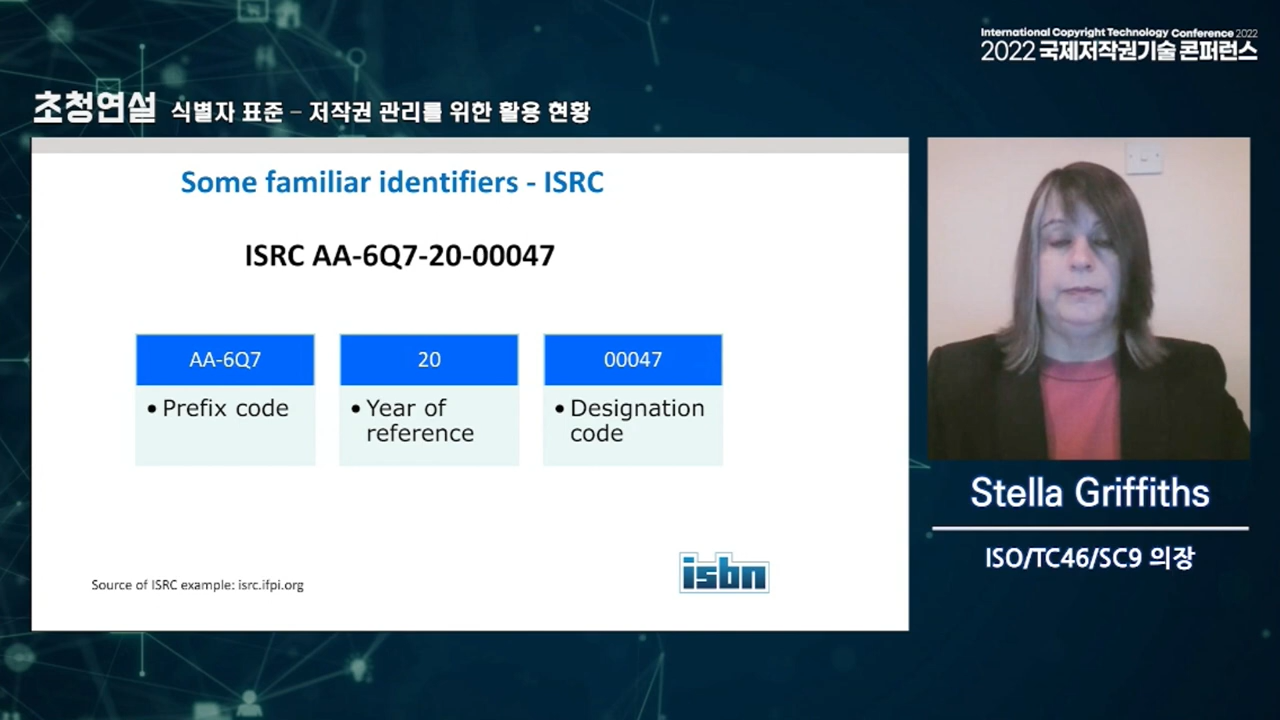 International Copyright Technology Conference 2022
2022 국제저작권기술 콘퍼런스
초청연설 식별자 표준 – 저작권 관리를 위한 활용 현황
Some familiar identifiers - ISRC
ISRC AA-6Q7-20-00047
AA-6Q7
• Prefix code
20
• Year of
reference
00047
• Designation
code
Source of ISRC example: isrc.ifpi.org
isbn
Stella Griffiths
ISO/TC46/SC9 의장